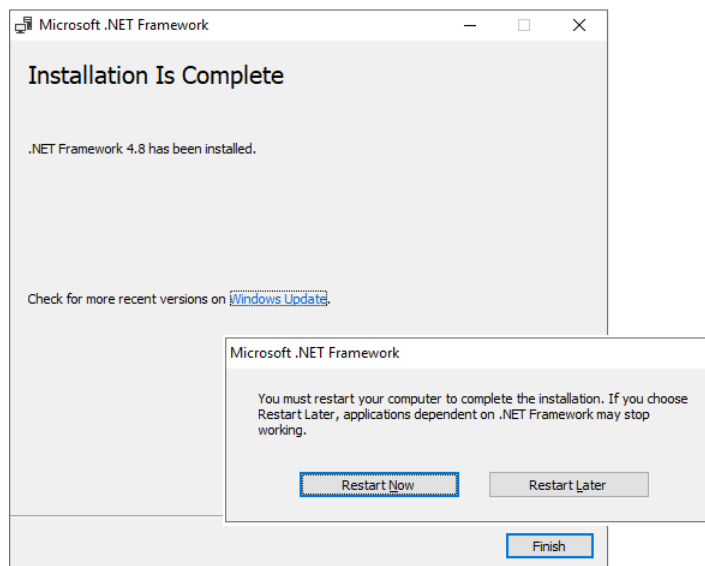 Microsoft .NET Framework
Installation Is Complete
.NET Framework 4.8 has been installed.
Check for more recent versions on Windows Update.
Microsoft .NET Framework
You must restart your computer to complete the installation. If you choose
Restart Later, applications dependent on .NET Framework may stop
working.
Restart Now
Restart Later
Finish